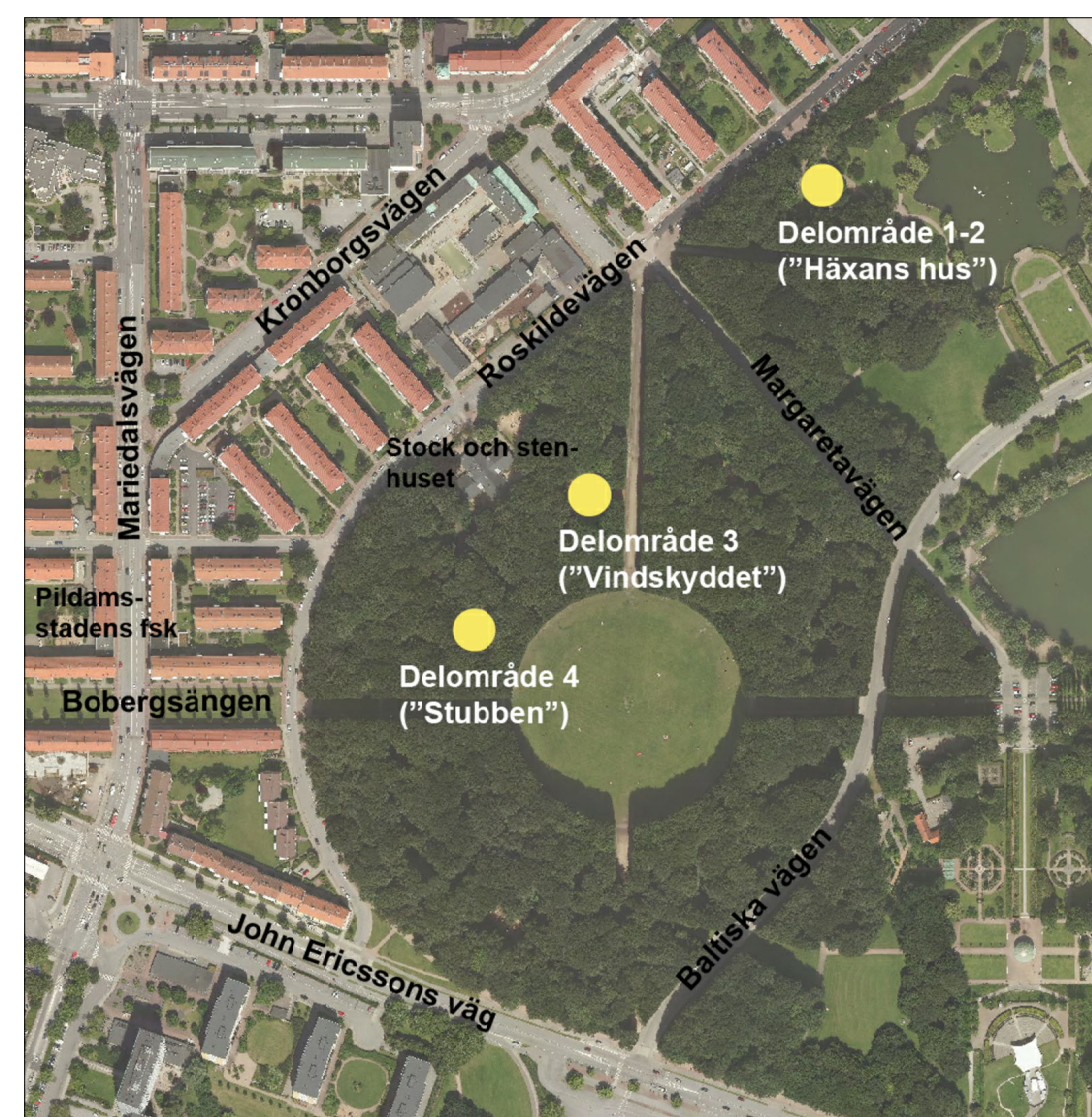 Kronborgsvägen
Delområde 1-2
(”Häxans hus”)
Roskildevägen
Mariedalsvägen
Margaretavägen
Stock och sten-
huset
Delområde 3
(”Vindskyddet”)
Pildams-
stadens fsk
Delområde 4
(”Stubben”)
Bobergsängen
Baltiska vägen
John Ericssons väg